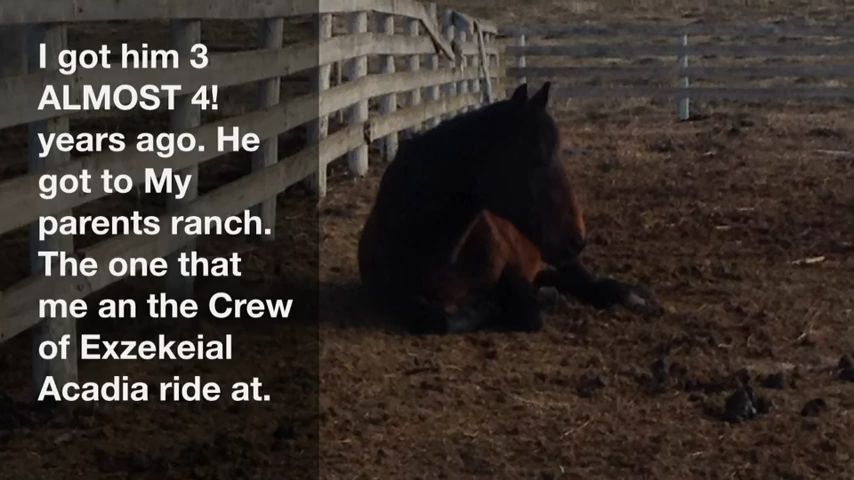 I got him 3
ALMOST 4!
years ago. He
got to My
parents ranch.
The one that
me an the Crew
of Exzekeial
Acadia ride at.